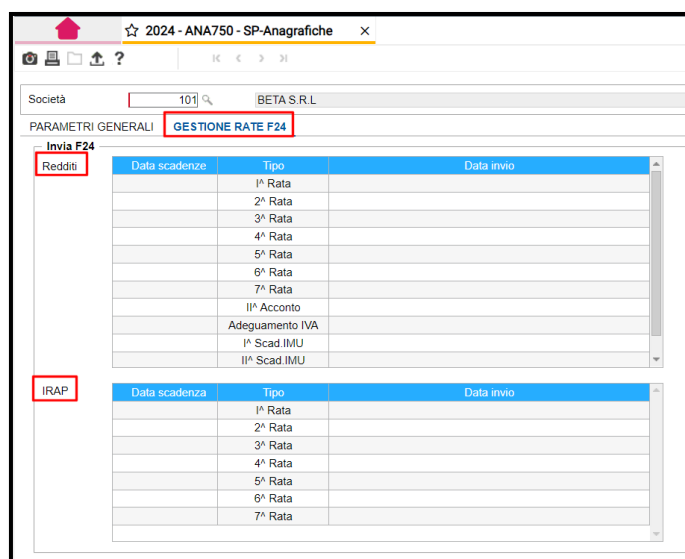 2024 - ANA750 - SP-Anagrafiche ×
?
Società 101 BETA S.R.L
PARAMETRI GENERALI GESTIONE RATE F24
Invia F24
Redditi
Data scadenze Tipo Data invio
I^ Rata
2^ Rata
3^ Rata
4^ Rata
5^ Rata
6^ Rata
7^ Rata
II^ Acconto
Adeguamento IVA
I^ Scad.IMU
II^ Scad.IMU
IRAP
Data scadenza Tipo Data invio
I^ Rata
2^ Rata
3^ Rata
4^ Rata
5^ Rata
6^ Rata
7^ Rata